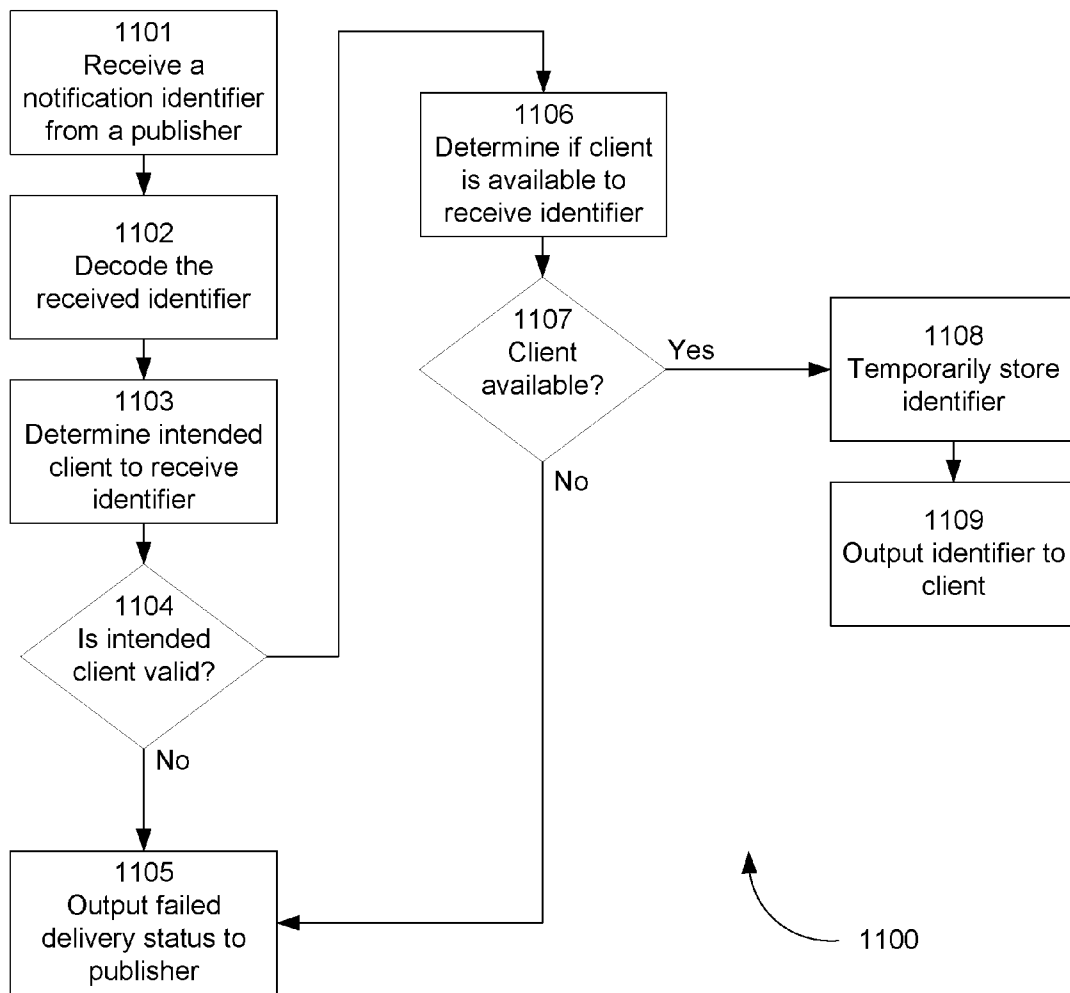 1101
Receive a
notification identifier
from a publisher
1102
Decode the
received identifier
1103
Determine intended
client to receive
identifier
1104
Is intended
client valid?
No
1105
Output failed
delivery status to
publisher
1106
Determine if client
is available to
receive identifier
1107
Client
available?
Yes
No
1108
Temporarily store
identifier
1109
Output identifier to
client
1100